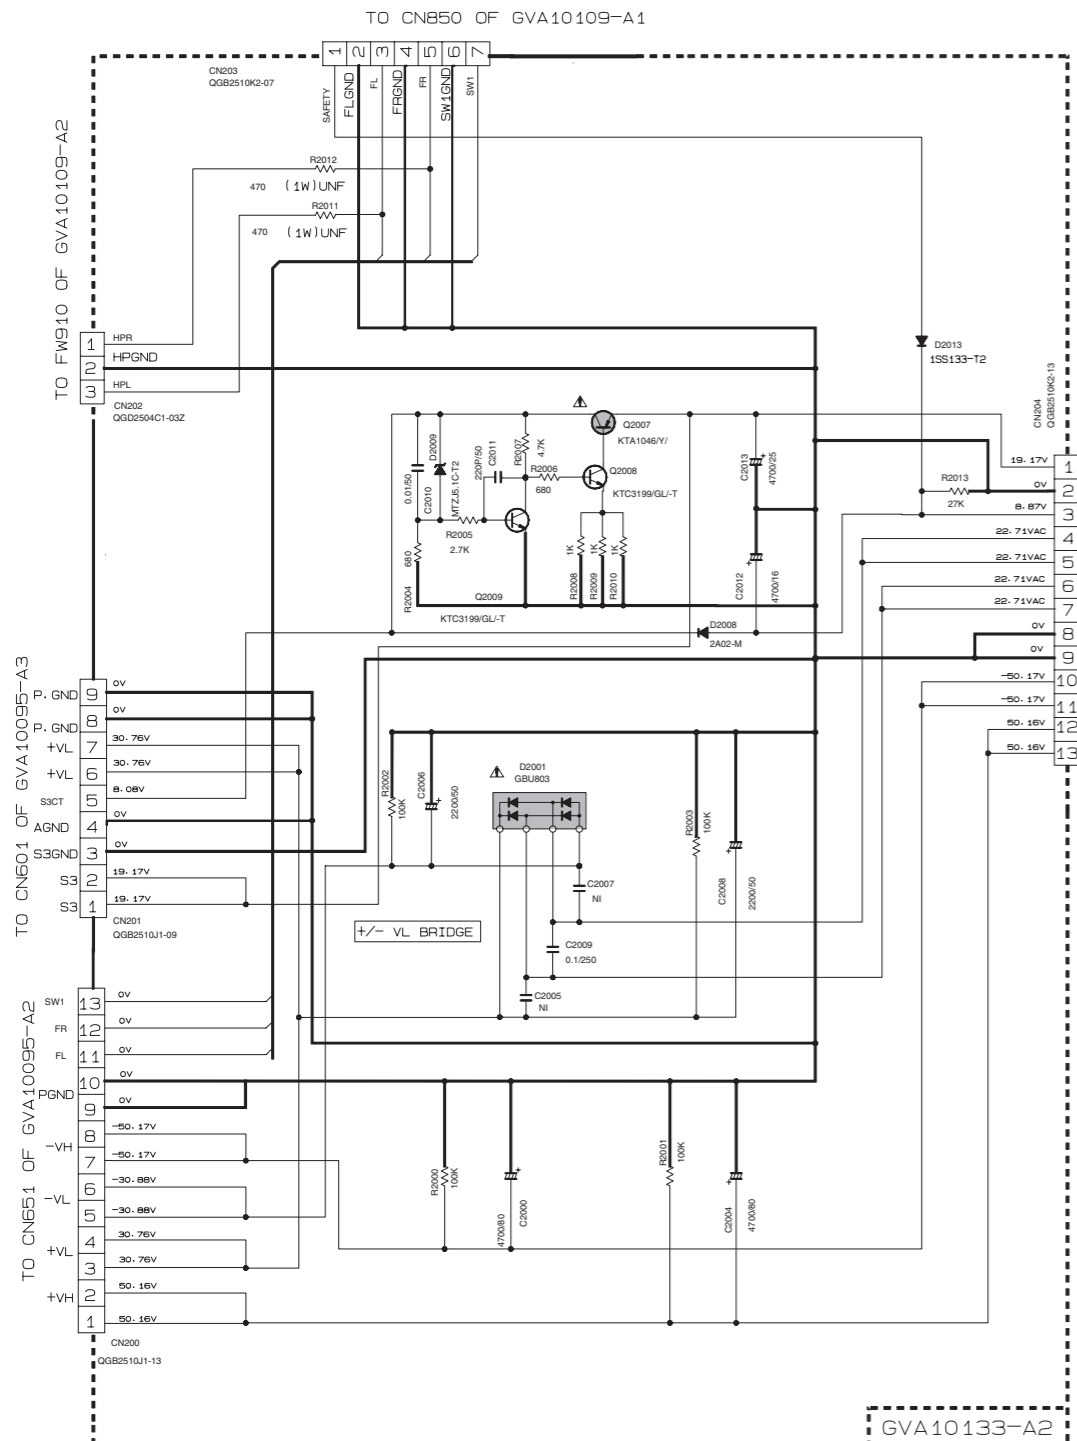 TO CN850 OF GVA10109-A1
1 2 3 4 5 6 7
CN203
QGB2510K2-07
SAFETY
FLGND
FL
FRGND
FR
SW1GND
SW1
TO FW910 OF GVA10109-A2
R2012
470 (1W)UNF
R2011
470 (1W)UNF
1 HPR
2 HPGND
3 HPL
CN202
QGD2504C1-03Z
D2013
1SS133-T2
CN204
QGB2510K2-13
Q2007
KTA1046/Y/
D2009
MTZJ5.1C-T2
C2010
0.01/50
C2011
220P/50
R2007
4.7K
R2006
680
Q2008
KTC3199/GL/-T
C2013
4700/25
R2005
2.7K
R2004
680
Q2009
KTC3199/GL/-T
R2008
1K
R2009
1K
R2010
1K
C2012
4700/16
D2008
2A02-M
R2013
27K
19.17V 1
0V 2
8.87V 3
22.71VAC 4
22.71VAC 5
22.71VAC 6
22.71VAC 7
0V 8
0V 9
-50.17V 10
-50.17V 11
50.16V 12
50.16V 13
TO CN601 OF GVA10095-A3
P.GND 9 0V
P.GND 8 0V
+VL 7 30.76V
+VL 6 30.76V
S3CT 5 8.08V
AGND 4 0V
S3GND 3 0V
S3 2 19.17V
S3 1 19.17V
CN201
QGB2510J1-09
R2002
100K
C2006
2200/50
D2001
GBU803
R2003
100K
C2008
2200/50
C2007
NI
+/- VL BRIDGE
C2009
0.1/250
C2005
NI
TO CN651 OF GVA10095-A2
SW1 13 0V
FR 12 0V
FL 11 0V
PGND 10 0V
9 0V
-VH 8 -50.17V
7 -50.17V
-VL 6 -30.88V
5 -30.88V
+VL 4 30.76V
3 30.76V
+VH 2 50.16V
1 50.16V
CN200
QGB2510J1-13
R2000
100K
4700/80
C2000
R2001
100K
C2004
4700/80
GVA10133-A2